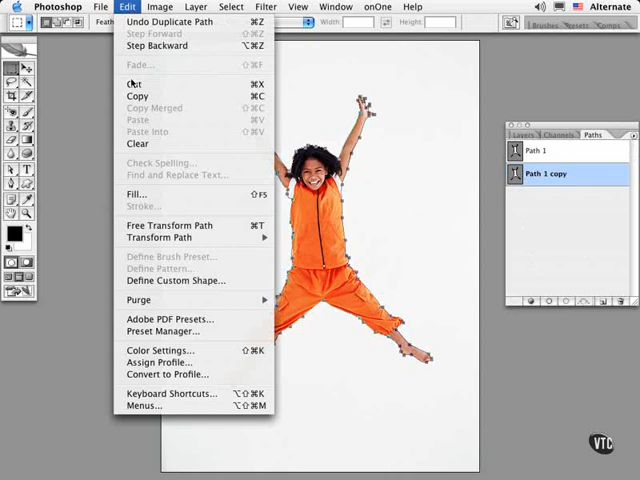 Photoshop File Edit Image Layer Select Filter View Window onOne Help Alternate
Width: Height: Brushes Presets Comps
Undo Duplicate Path ⌘Z
Step Forward ⇧⌘Z
Step Backward ⌥⌘Z
Fade... ⇧⌘F
Cut ⌘X
Copy ⌘C
Copy Merged ⇧⌘C
Paste ⌘V
Paste Into ⇧⌘V
Clear
Check Spelling...
Find and Replace Text...
Fill... ⇧F5
Stroke...
Free Transform Path ⌘T
Transform Path
Define Brush Preset...
Define Pattern...
Define Custom Shape...
Purge
Adobe PDF Presets...
Preset Manager...
Color Settings... ⇧⌘K
Assign Profile...
Convert to Profile...
Keyboard Shortcuts... ⌥⇧⌘K
Menus... ⌥⇧⌘M
Layers Channels Paths
Path 1
Path 1 copy
VTC